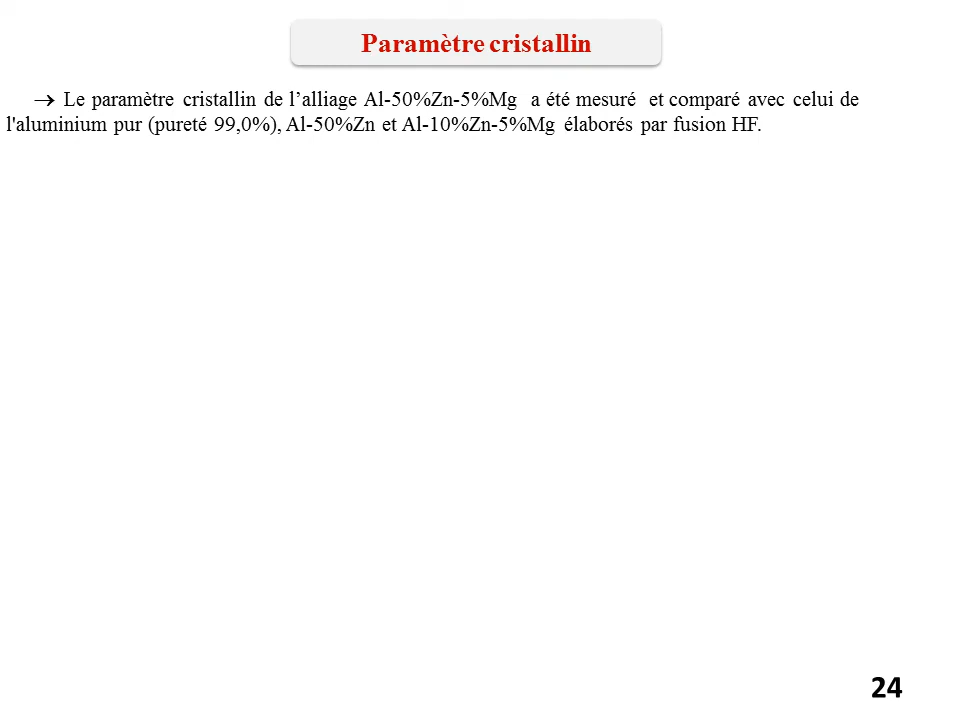 Paramètre cristallin
→ Le paramètre cristallin de l’alliage Al-50%Zn-5%Mg a été mesuré et comparé avec celui de
l'aluminium pur (pureté 99,0%), Al-50%Zn et Al-10%Zn-5%Mg élaborés par fusion HF.
24